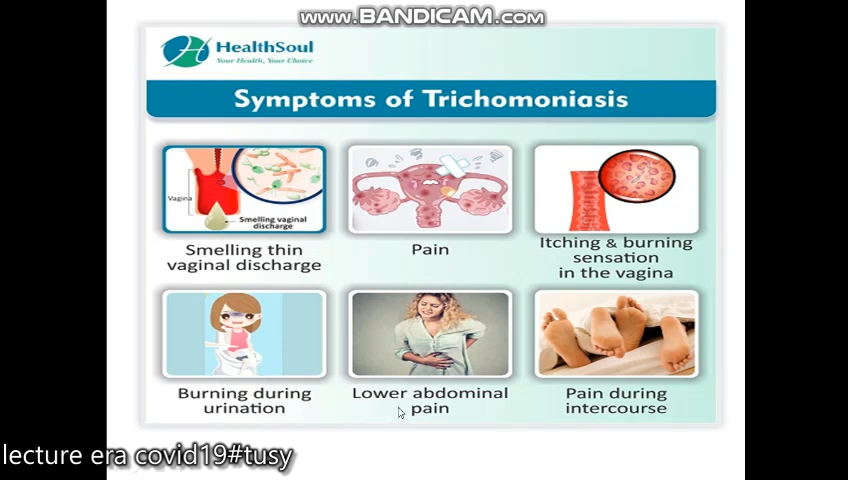 www.BANDICAM.com
HealthSoul
Your Health, Your Choice
Symptoms of Trichomoniasis
Vagina
Smelling vaginal
discharge
Smelling thin
vaginal discharge
Pain
Itching & burning
sensation
in the vagina
Burning during
urination
Lower abdominal
pain
Pain during
intercourse
lecture era covid19#tusy